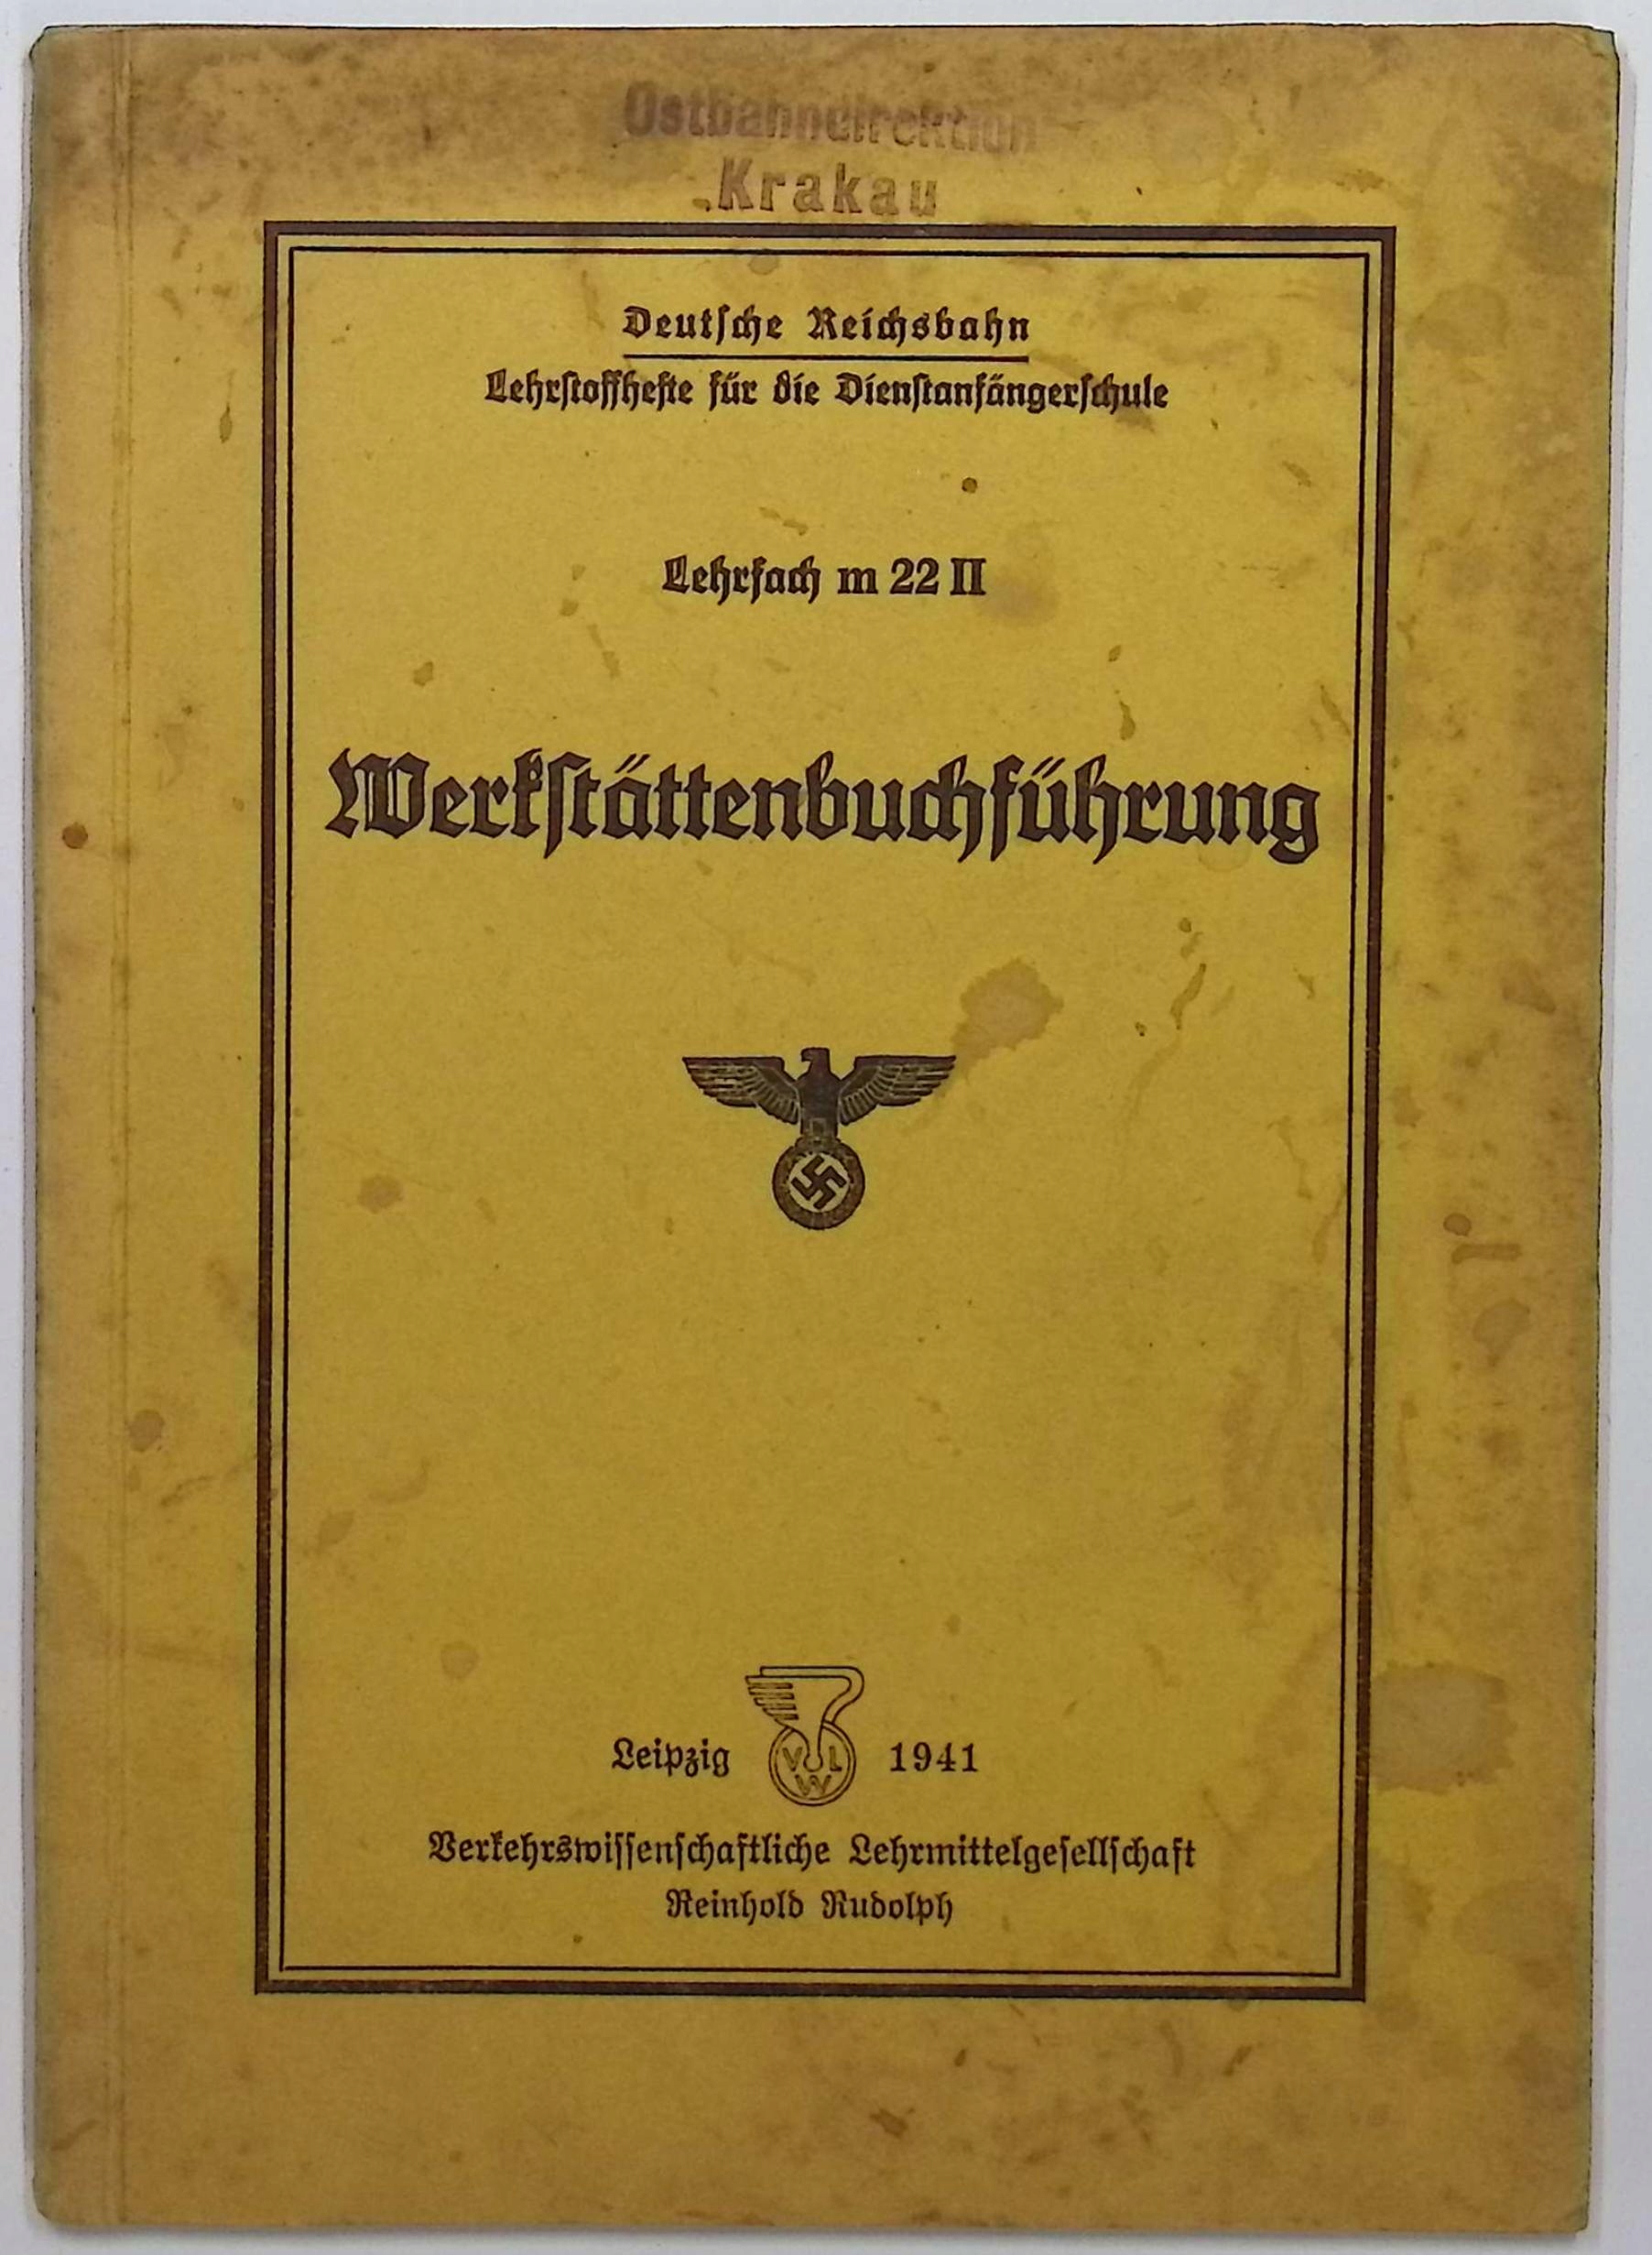 Ostbahndirektion
Krakau
Deutſche Reichsbahn
Lehrſtoffhefte für die Dienſtanfängerſchule
Lehrfach m 22 II
Werkſtättenbuchführung
Leipzig VLW 1941
Verkehrswiſſenſchaftliche Lehrmittelgeſellſchaft
Reinhold Rudolph